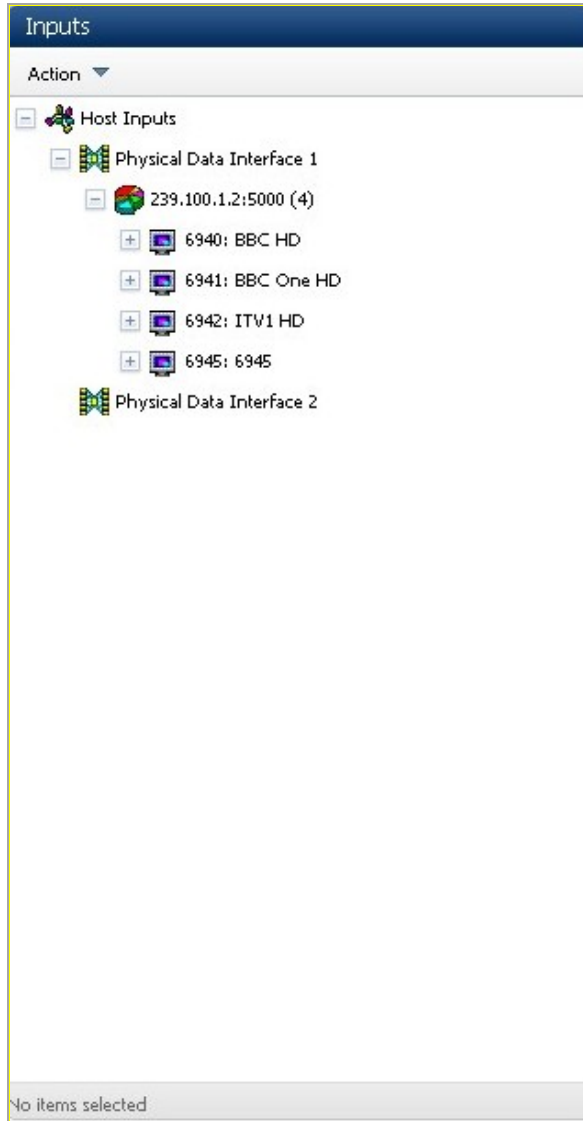 Inputs
Action
Host Inputs
Physical Data Interface 1
239.100.1.2:5000 (4)
6940: BBC HD
6941: BBC One HD
6942: ITV1 HD
6945: 6945
Physical Data Interface 2
No items selected